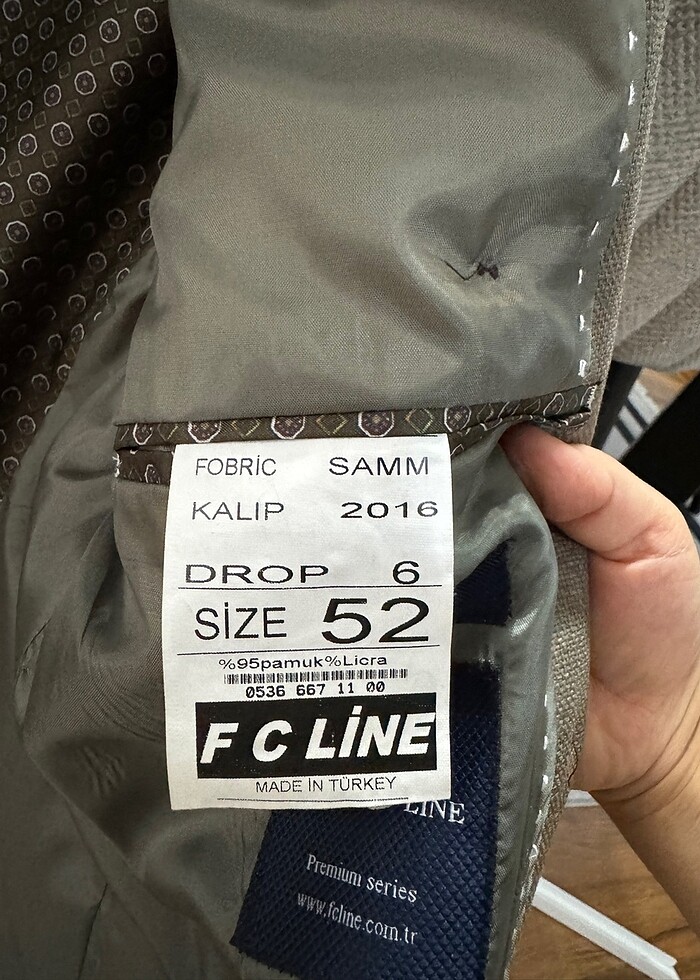 FOBRİC SAMM
KALIP 2016
DROP 6
SİZE 52
%95pamuk%Licra
0536 667 11 00
F C LİNE
MADE İN TÜRKEY
LINE
Premium series
www.fcline.com.tr